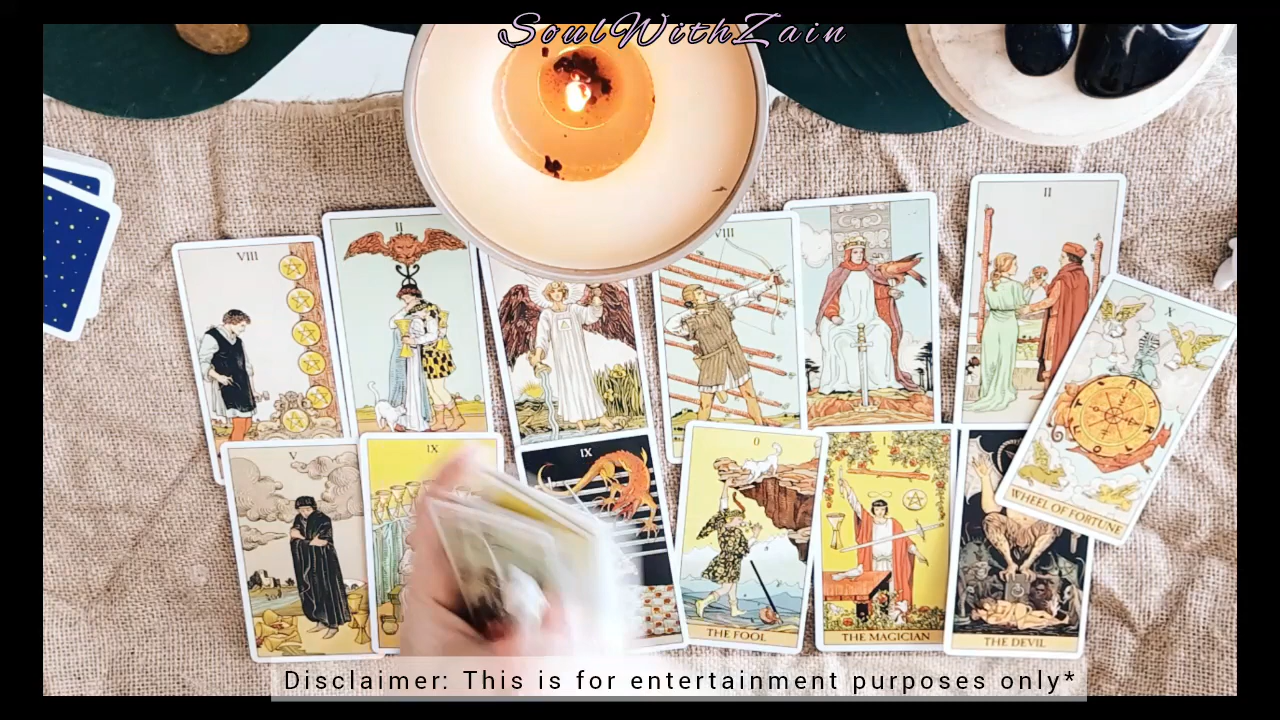 SoulWithZain
VIII
II
VIII
II
X
WHEEL OF FORTUNE
V
IX
IX
0
I
THE FOOL
THE MAGICIAN
THE DEVIL
Disclaimer: This is for entertainment purposes only*